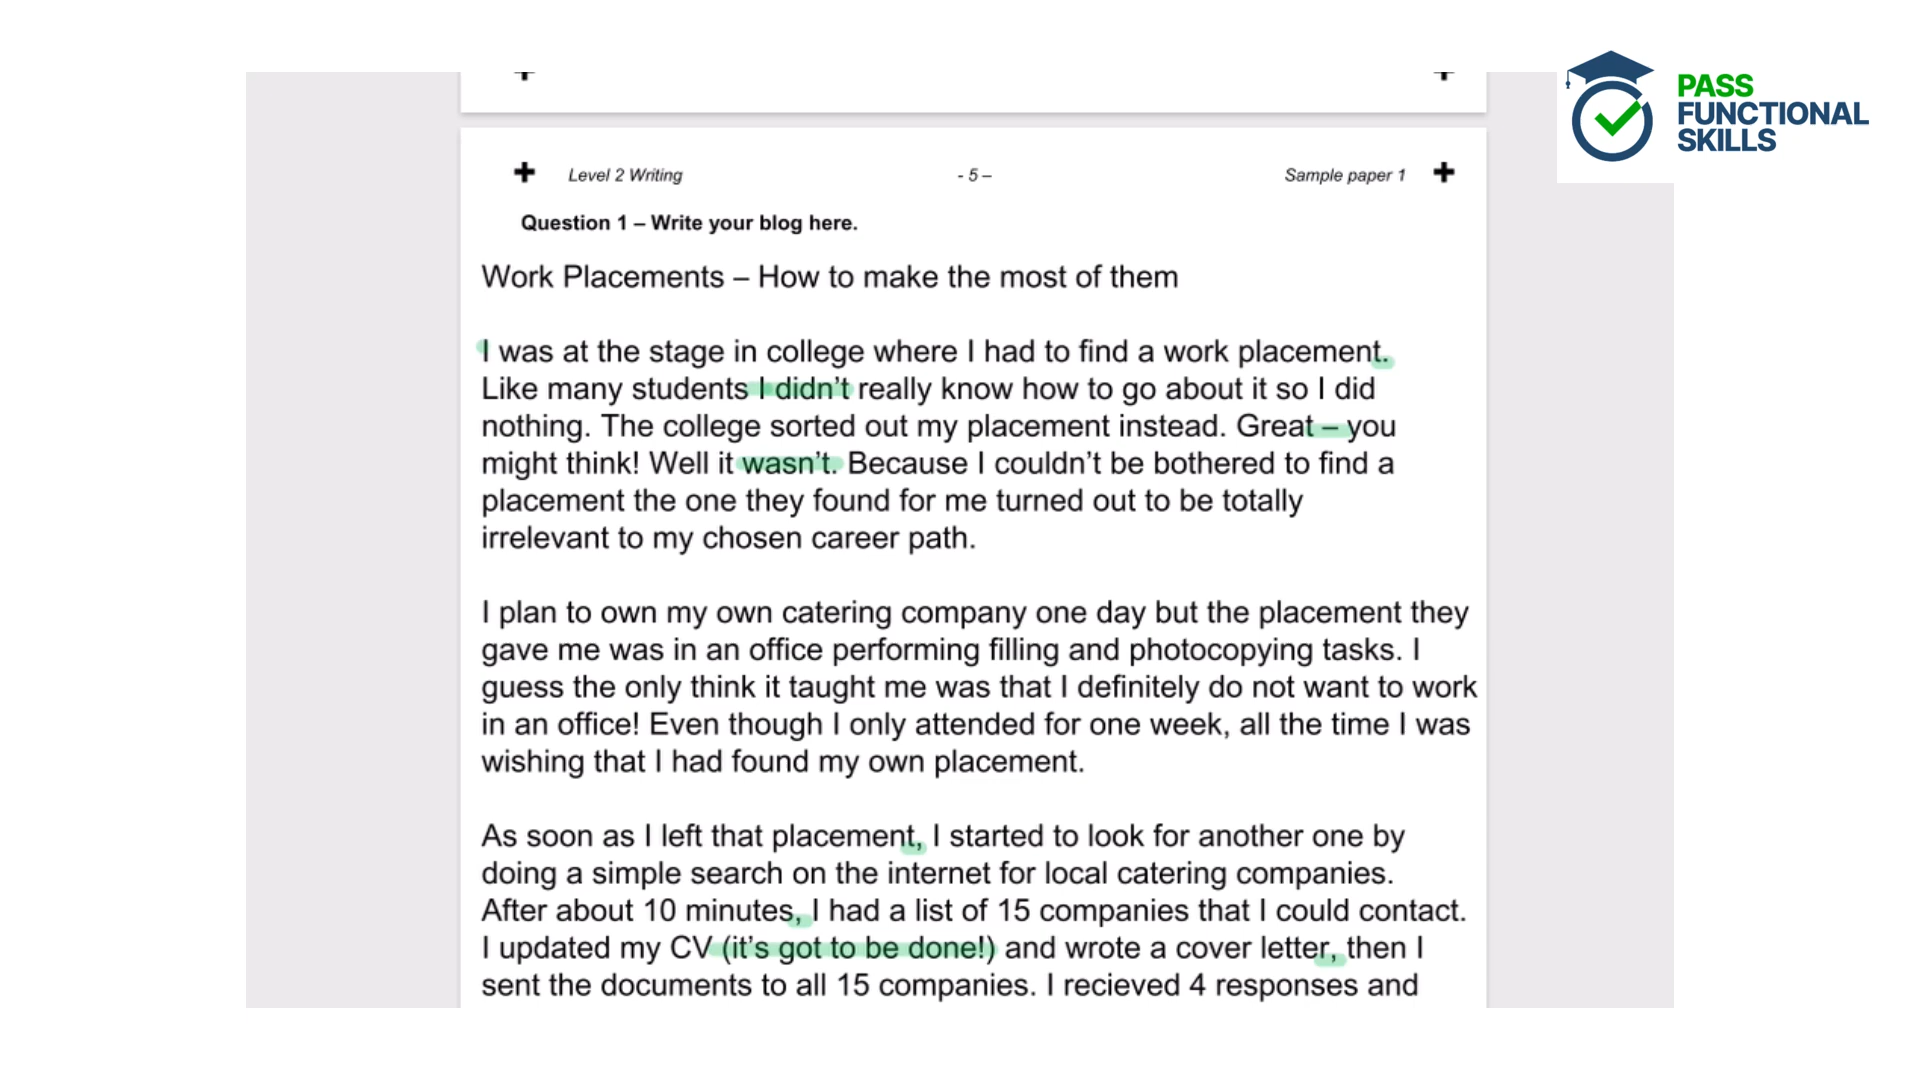 PASS
FUNCTIONAL
SKILLS
Level 2 Writing - 5 – Sample paper 1
Question 1 – Write your blog here.
Work Placements – How to make the most of them
I was at the stage in college where I had to find a work placement.
Like many students I didn't really know how to go about it so I did
nothing. The college sorted out my placement instead. Great – you
might think! Well it wasn't. Because I couldn't be bothered to find a
placement the one they found for me turned out to be totally
irrelevant to my chosen career path.
I plan to own my own catering company one day but the placement they
gave me was in an office performing filling and photocopying tasks. I
guess the only think it taught me was that I definitely do not want to work
in an office! Even though I only attended for one week, all the time I was
wishing that I had found my own placement.
As soon as I left that placement, I started to look for another one by
doing a simple search on the internet for local catering companies.
After about 10 minutes, I had a list of 15 companies that I could contact.
I updated my CV (it's got to be done!) and wrote a cover letter, then I
sent the documents to all 15 companies. I recieved 4 responses and